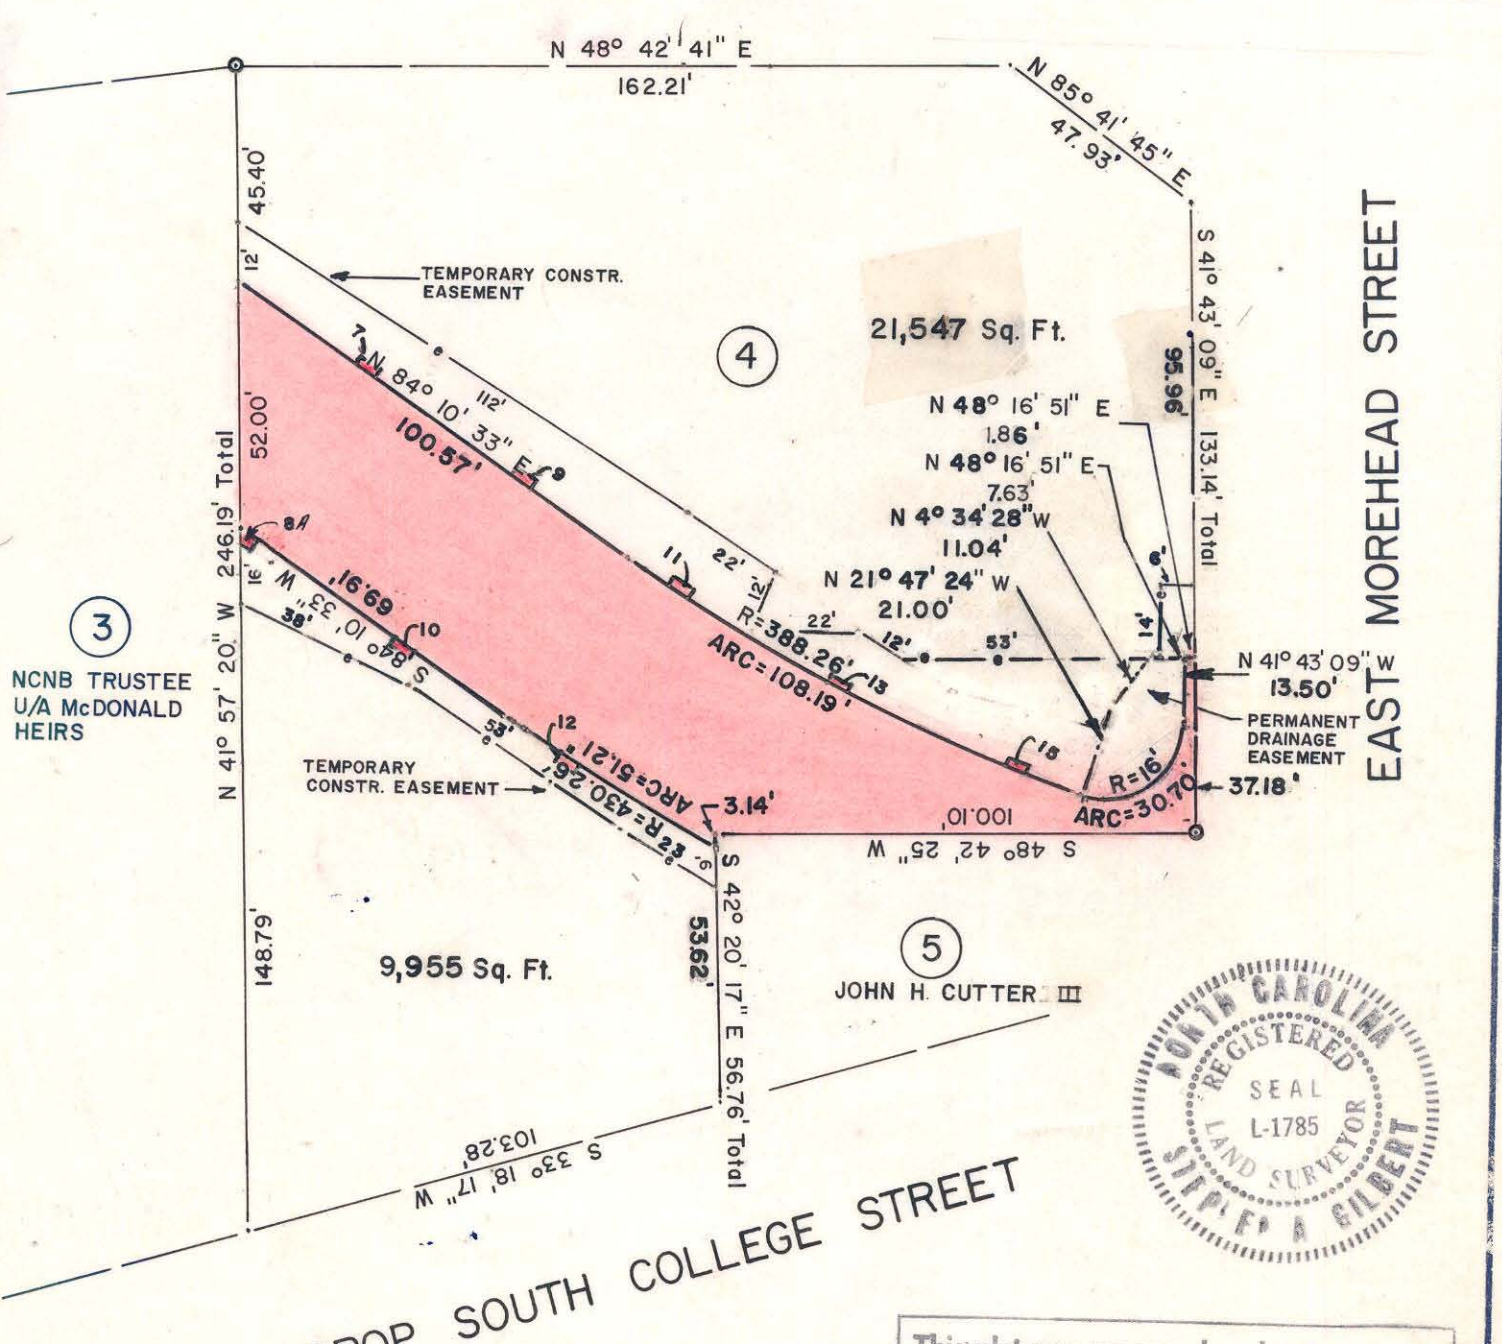 N 48° 42' 41" E
162.21'
N 85° 41' 45" E
47.93'
45.40'
12'
TEMPORARY CONSTR.
EASEMENT
S 41° 43' 09" E 133.14' Total
95.96'
EAST MOREHEAD STREET
4
21,547 Sq. Ft.
7
N 84° 10' 33" E
100.57'
112'
9
N 48° 16' 51" E
1.86'
N 48° 16' 51" E
7.63'
N 4° 34' 28" W
11.04'
N 21° 47' 24" W
21.00'
52.00'
N 41° 57' 20" W 246.19' Total
8A
16'
S 84° 10' 33" W
69.91'
38'
10
11
22'
12'
22'
12'
53'
14'
6'
R=388.26'
ARC=108.19'
13
15
N 41° 43' 09" W
13.50'
PERMANENT
DRAINAGE
EASEMENT
R=16'
ARC=30.70'
37.18'
3
NCNB TRUSTEE
U/A McDONALD
HEIRS
53'
12
TEMPORARY
CONSTR. EASEMENT
ARC=51.21'
R=430.26'
23
6'
3.14'
100.10'
S 48° 42' 25" W
148.79'
9,955 Sq. Ft.
53.62'
S 42° 20' 17" E 56.76' Total
5
JOHN H. CUTTER III
103.28'
S 33° 18' 17" W
SOUTH COLLEGE STREET
NORTH CAROLINA
REGISTERED
SEAL
L-1785
LAND SURVEYOR
A GILBERT